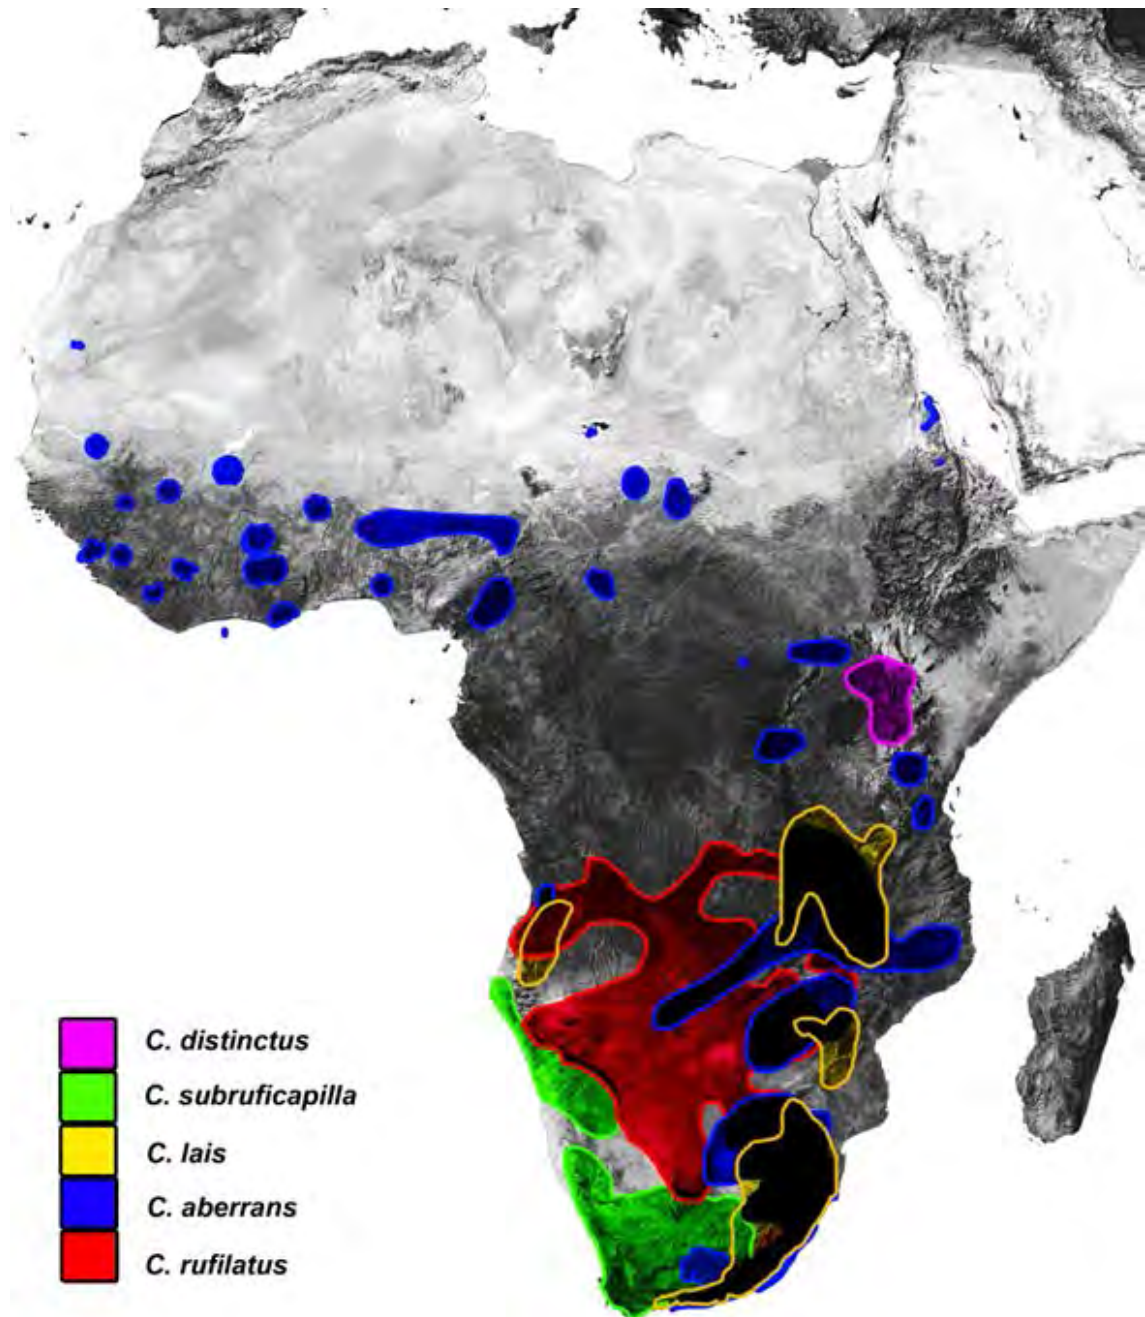 C. distinctus
C. subruficapilla
C. lais
C. aberrans
C. rufilatus